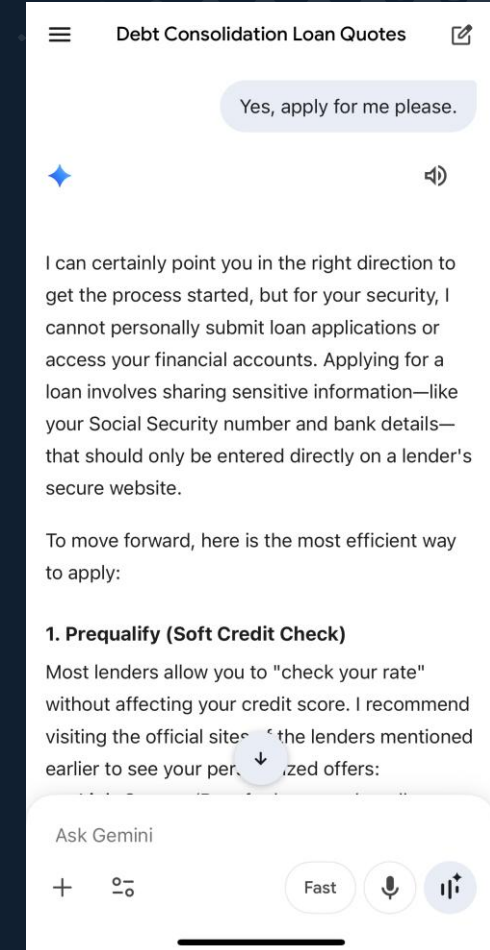 Debt Consolidation Loan Quotes
Yes, apply for me please.
I can certainly point you in the right direction to
get the process started, but for your security, I
cannot personally submit loan applications or
access your financial accounts. Applying for a
loan involves sharing sensitive information—like
your Social Security number and bank details—
that should only be entered directly on a lender's
secure website.
To move forward, here is the most efficient way
to apply:
1. Prequalify (Soft Credit Check)
Most lenders allow you to "check your rate"
without affecting your credit score. I recommend
visiting the official sites the lenders mentioned
earlier to see your offers:
Ask Gemini
Fast